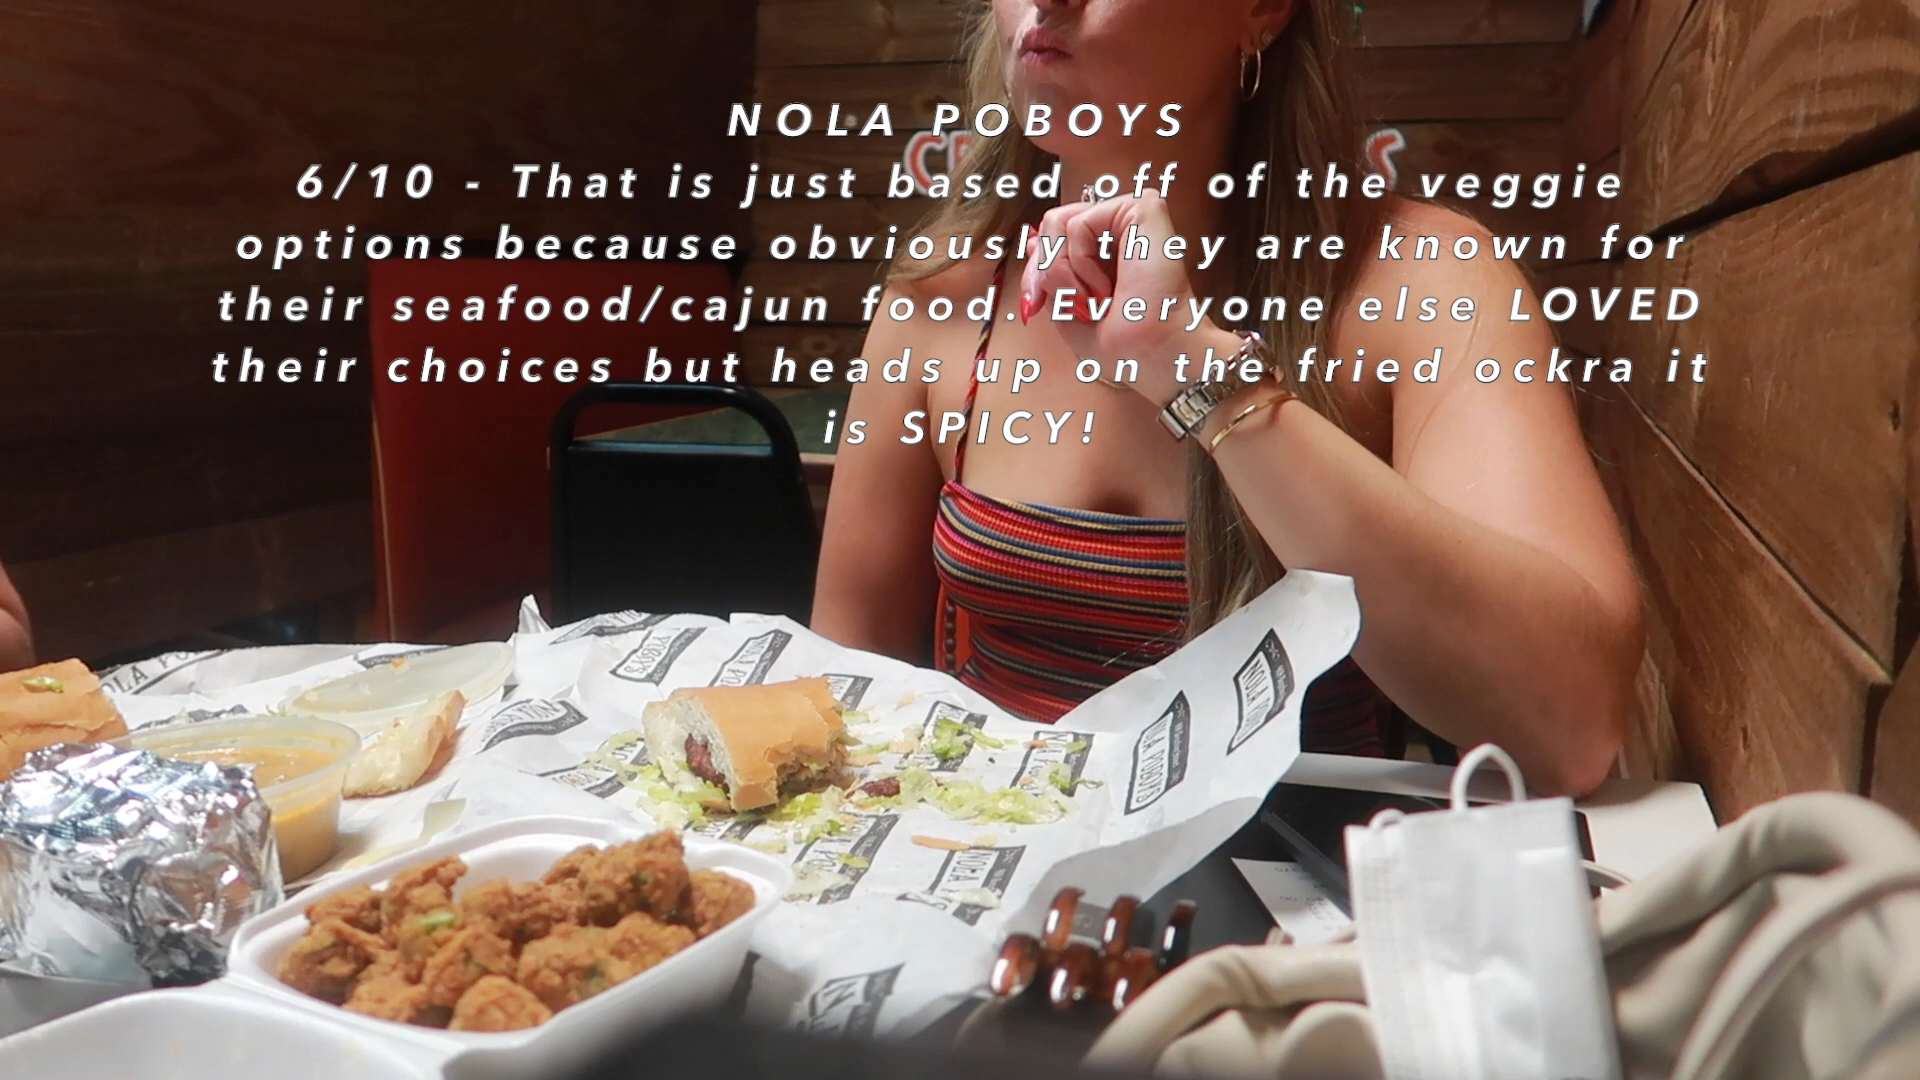 NOLA POBOYS
6/10 - That is just based off of the veggie
options because obviously they are known for
their seafood/cajun food. Everyone else LOVED
their choices but heads up on the fried ockra it
is SPICY!
NOLA POBOYS